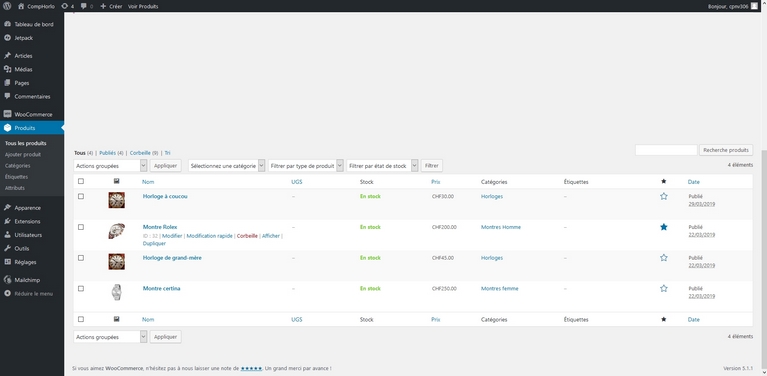 CompHorlo 4 0 Créer Voir Produits Bonjour, cpnv306
Tableau de bord
Jetpack
Articles
Médias
Pages
Commentaires
WooCommerce
Produits
Tous les produits
Ajouter produit
Catégories
Étiquettes
Attributs
Apparence
Extensions
Utilisateurs
Outils
Réglages
Mailchimp
Réduire le menu
Tous (4) | Publiés (4) | Corbeille (9) | Tri
Recherche produits
Actions groupées Appliquer Sélectionnez une catégorie Filtrer par type de produit Filtrer par état de stock Filtrer 4 éléments
Nom UGS Stock Prix Catégories Étiquettes Date
Horloge à coucou – En stock CHF30.00 Horloges – Publié
29/03/2019
Montre Rolex – En stock CHF200.00 Montres Homme – Publié
Modifier | Modification rapide | Corbeille | Afficher | 22/03/2019
Dupliquer
Horloge de grand-mère – En stock CHF45.00 Horloges – Publié
22/03/2019
Montre certina – En stock CHF250.00 Montres femme – Publié
22/03/2019
Nom UGS Stock Prix Catégories Étiquettes Date
Actions groupées Appliquer 4 éléments
Si vous aimez WooCommerce, n'hésitez pas à nous laisser une note de ★★★★★. Un grand merci par avance ! Version 5.1.1